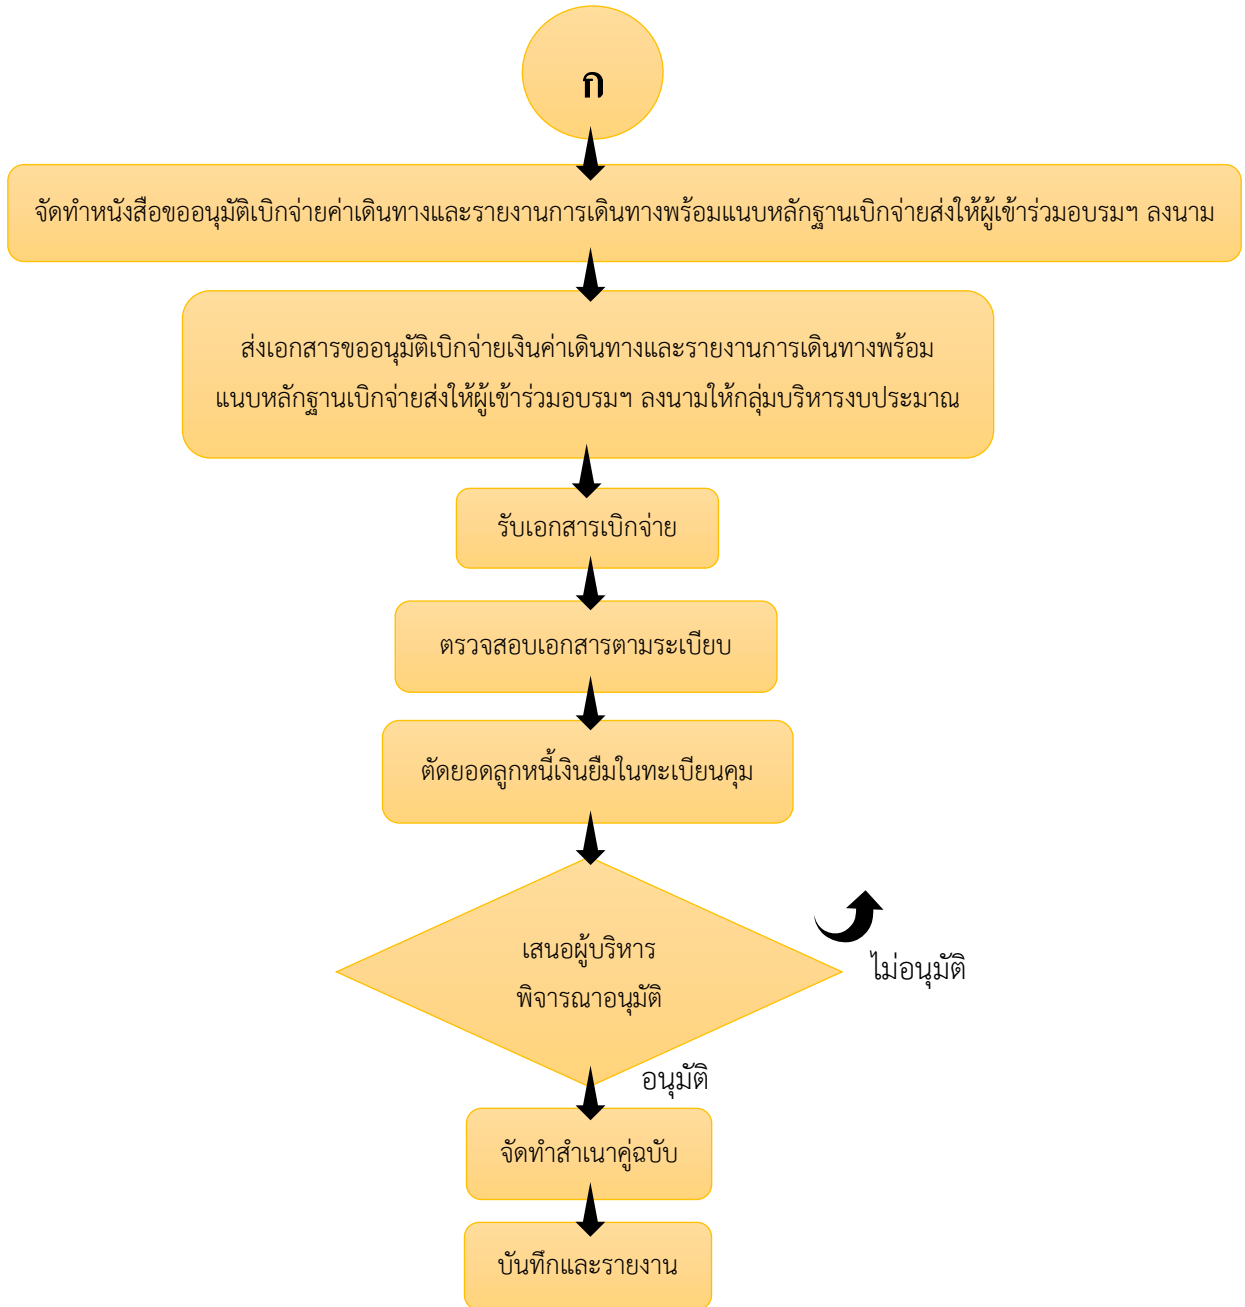 ก
จัดทำหนังสือขออนุมัติเบิกจ่ายค่าเดินทางและรายงานการเดินทางพร้อมแนบหลักฐานเบิกจ่ายส่งให้ผู้เข้าร่วมอบรมฯ ลงนาม
ส่งเอกสารขออนุมัติเบิกจ่ายเงินค่าเดินทางและรายงานการเดินทางพร้อม
แนบหลักฐานเบิกจ่ายส่งให้ผู้เข้าร่วมอบรมฯ ลงนามให้กลุ่มบริหารงบประมาณ
รับเอกสารเบิกจ่าย
ตรวจสอบเอกสารตามระเบียบ
ตัดยอดลูกหนี้เงินยืมในทะเบียนคุม
เสนอผู้บริหาร
พิจารณาอนุมัติ
ไม่อนุมัติ
อนุมัติ
จัดทำสำเนาคู่ฉบับ
บันทึกและรายงาน